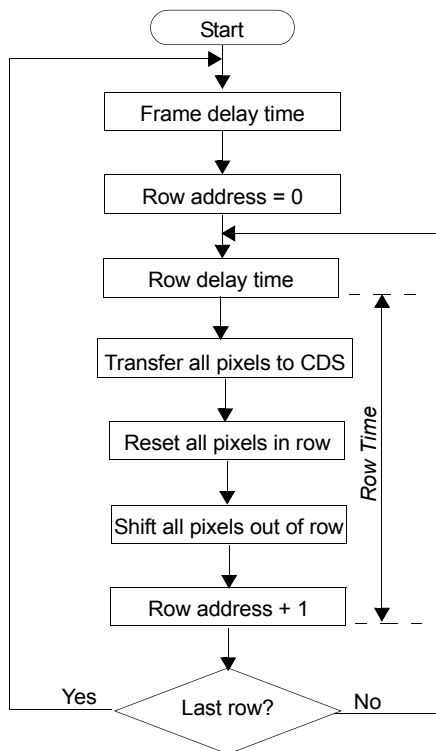 Start
Frame delay time
Row address = 0
Row delay time
Transfer all pixels to CDS
Reset all pixels in row
Row Time
Shift all pixels out of row
Row address + 1
Yes
Last row?
No